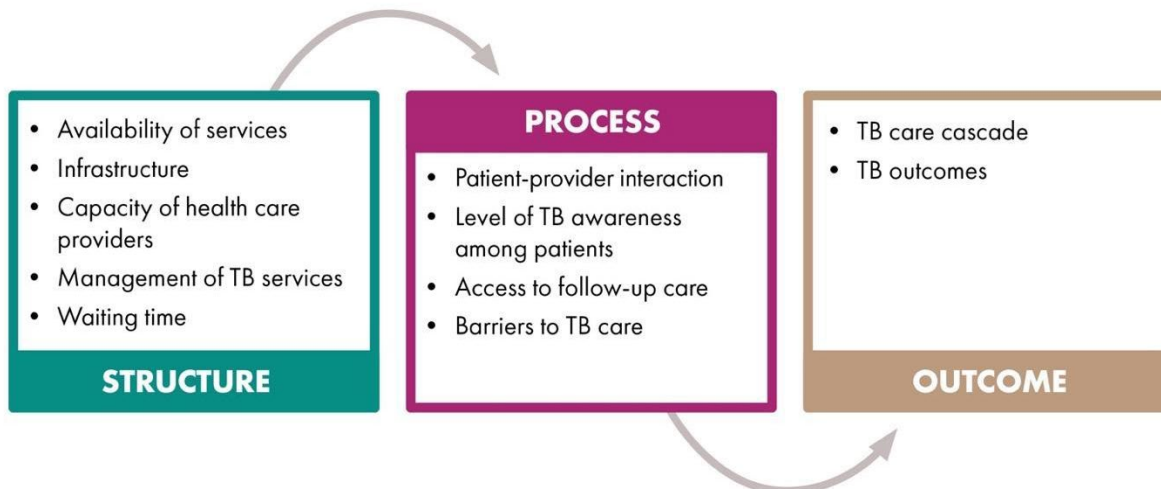 • Availability of services
• Infrastructure
• Capacity of health care
providers
• Management of TB services
• Waiting time
STRUCTURE
PROCESS
• Patient-provider interaction
• Level of TB awareness
among patients
• Access to follow-up care
• Barriers to TB care
• TB care cascade
• TB outcomes
OUTCOME